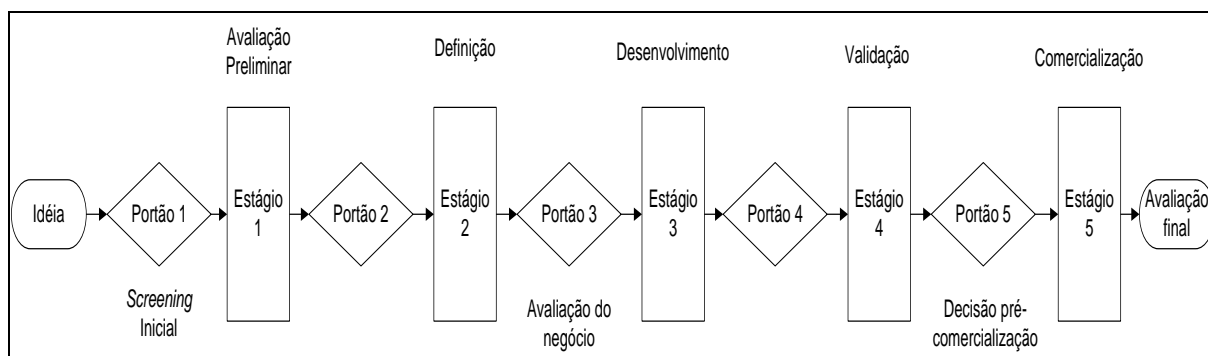 Avaliação
Preliminar
Definição
Desenvolvimento
Validação
Comercialização
Idéia
Portão 1
Estágio
1
Portão 2
Estágio
2
Portão 3
Estágio
3
Portão 4
Estágio
4
Portão 5
Estágio
5
Avaliação
final
Screening
Inicial
Avaliação do
negócio
Decisão pré-
comercialização